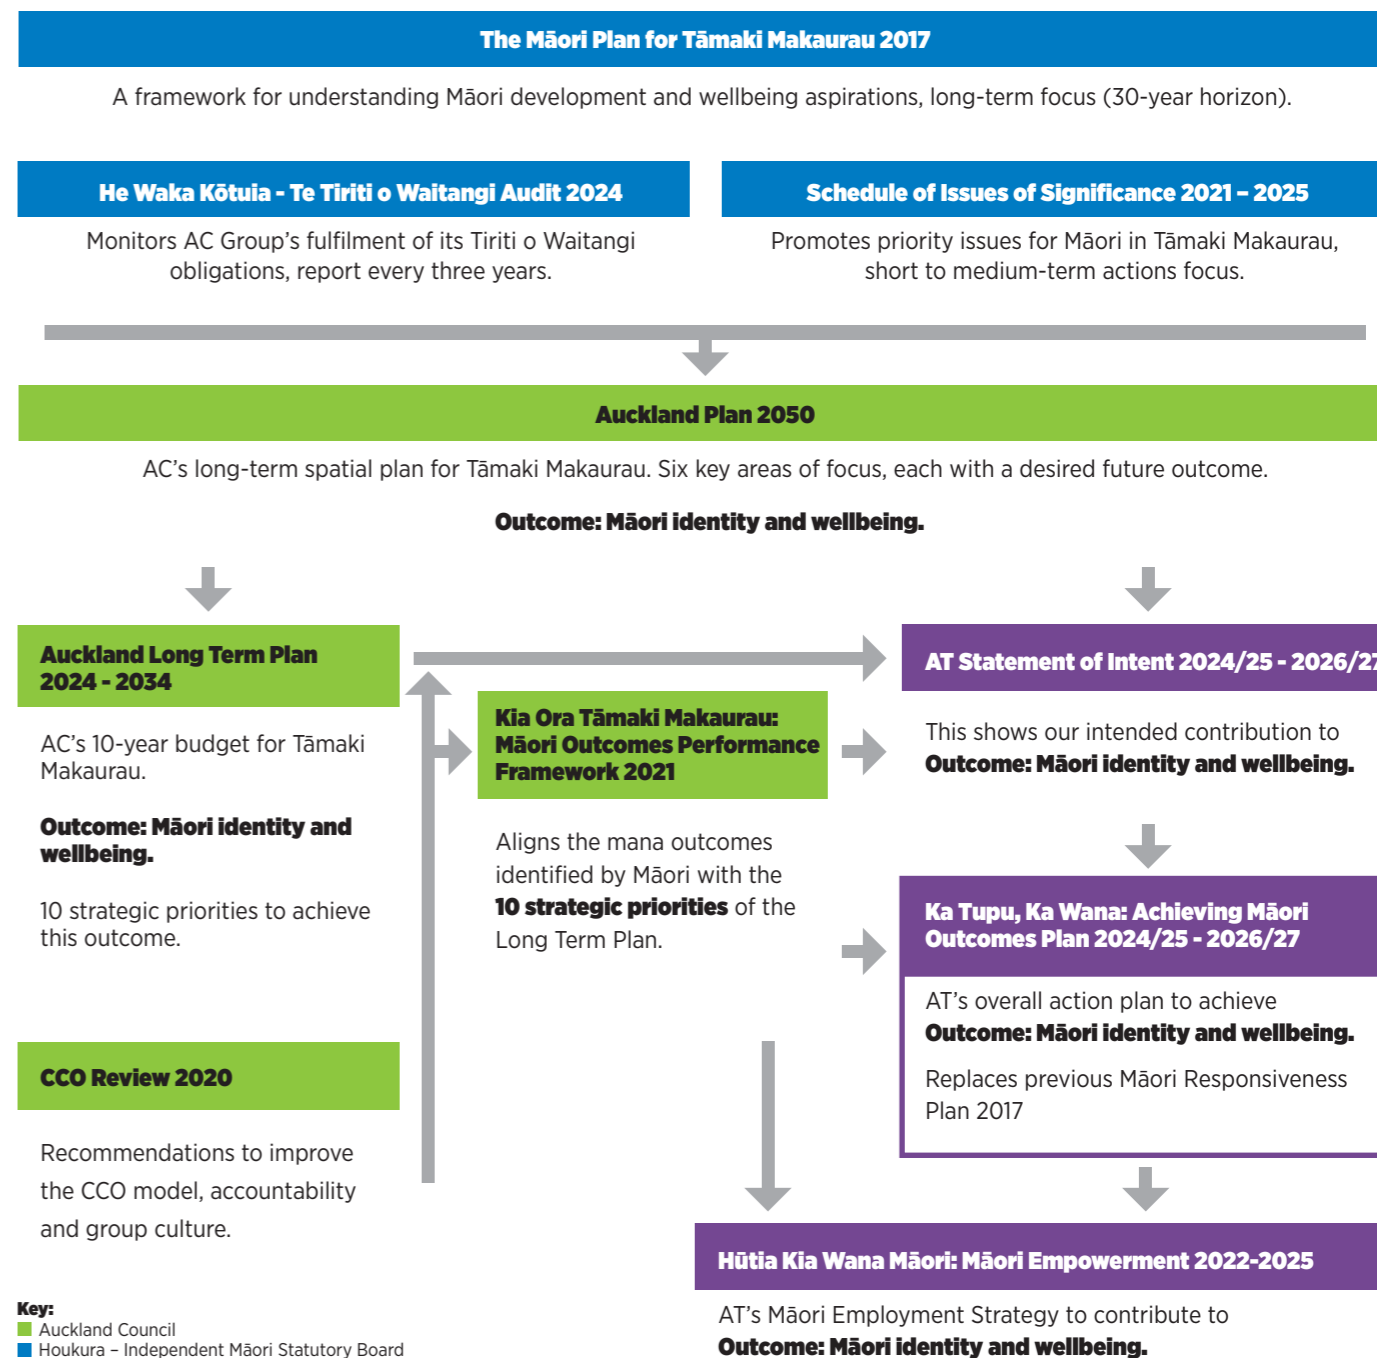 The Māori Plan for Tāmaki Makaurau 2017
A framework for understanding Māori development and wellbeing aspirations, long-term focus (30-year horizon).
He Waka Kōtuia - Te Tiriti o Waitangi Audit 2024
Monitors AC Group’s fulfilment of its Tiriti o Waitangi
obligations, report every three years.
Schedule of Issues of Significance 2021 – 2025
Promotes priority issues for Māori in Tāmaki Makaurau,
short to medium-term actions focus.
Auckland Plan 2050
AC’s long-term spatial plan for Tāmaki Makaurau. Six key areas of focus, each with a desired future outcome.
Outcome: Māori identity and wellbeing.
Auckland Long Term Plan
2024 - 2034
AC’s 10-year budget for Tāmaki
Makaurau.
Outcome: Māori identity and
wellbeing.
10 strategic priorities to achieve
this outcome.
CCO Review 2020
Recommendations to improve
the CCO model, accountability
and group culture.
Kia Ora Tāmaki Makaurau:
Māori Outcomes Performance
Framework 2021
Aligns the mana outcomes
identified by Māori with the
10 strategic priorities of the
Long Term Plan.
AT Statement of Intent 2024/25 - 2026/27
This shows our intended contribution to
Outcome: Māori identity and wellbeing.
Ka Tupu, Ka Wana: Achieving Māori
Outcomes Plan 2024/25 - 2026/27
AT’s overall action plan to achieve
Outcome: Māori identity and wellbeing.
Replaces previous Māori Responsiveness
Plan 2017
Hūtia Kia Wana Māori: Māori Empowerment 2022-2025
AT’s Māori Employment Strategy to contribute to
Outcome: Māori identity and wellbeing.
Key:
Auckland Council
Houkura – Independent Māori Statutory Board